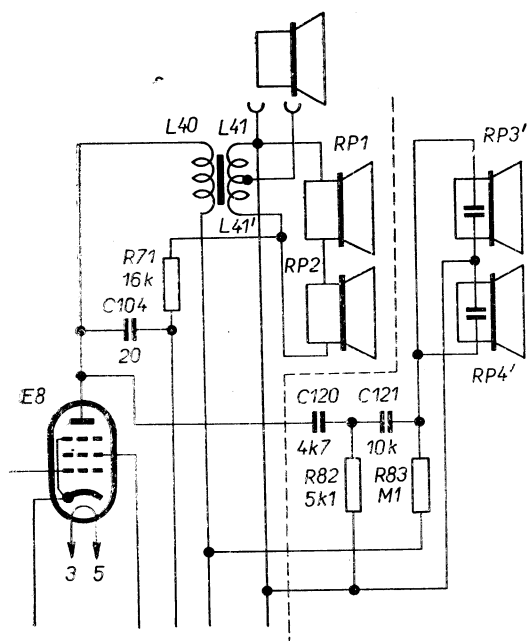 L40 L41
RP1
RP3'
L41'
R71
16k
RP2
C104
20
RP4'
E8
C120 C121
4k7 10k
R82 R83
5k1 M1
3 5